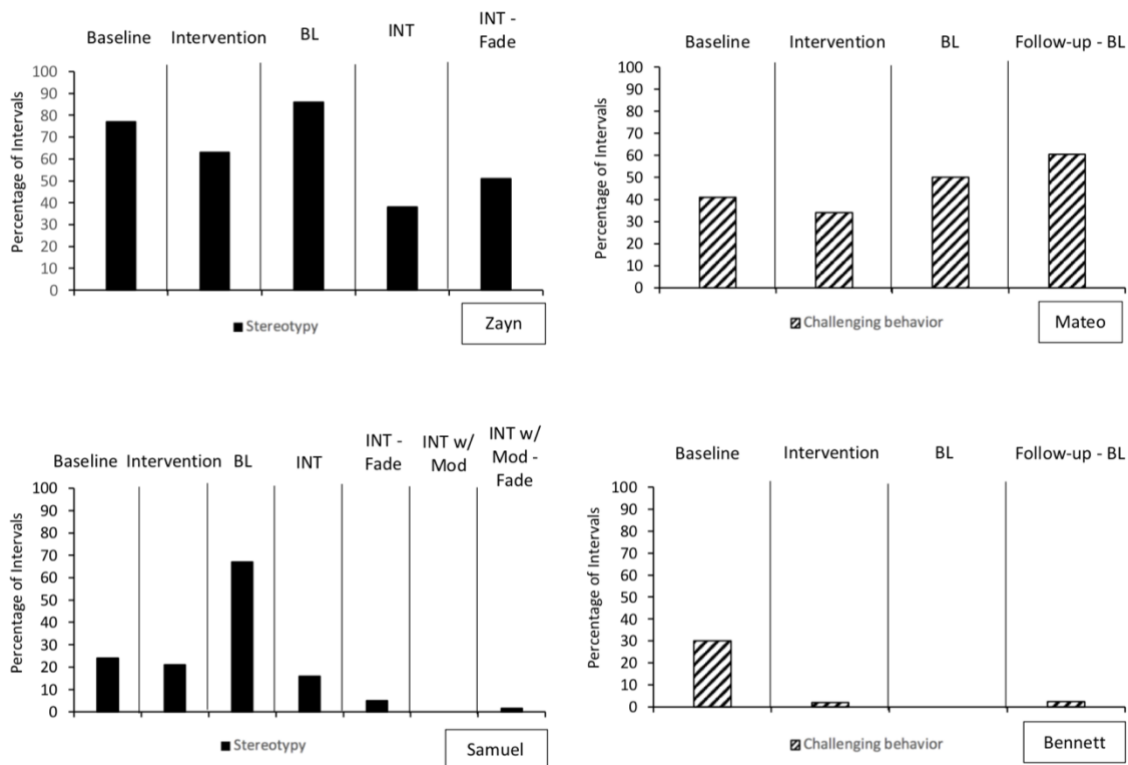 Baseline
Intervention
BL
INT
INT -
Fade
Percentage of Intervals
100
90
80
70
60
50
40
30
20
10
0
Stereotypy
Zayn
Baseline
Intervention
BL
Follow-up - BL
Percentage of Intervals
100
90
80
70
60
50
40
30
20
10
0
Challenging behavior
Mateo
Baseline
Intervention
BL
INT
INT -
Fade
INT w/
Mod
INT w/
Mod -
Fade
Percentage of Intervals
100
90
80
70
60
50
40
30
20
10
0
Stereotypy
Samuel
Baseline
Intervention
BL
Follow-up - BL
Percentage of Intervals
100
90
80
70
60
50
40
30
20
10
0
Challenging behavior
Bennett